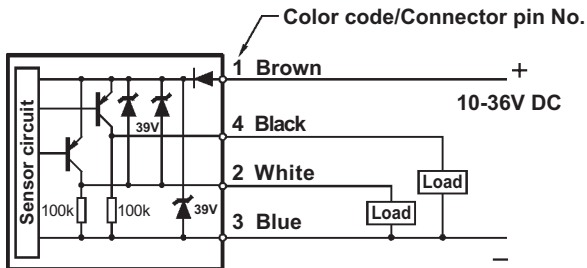 Color code/Connector pin No.
1 Brown
+
10-36V DC
4 Black
39V
2 White
Load
Load
Sensor circuit
100k
100k
39V
3 Blue
−